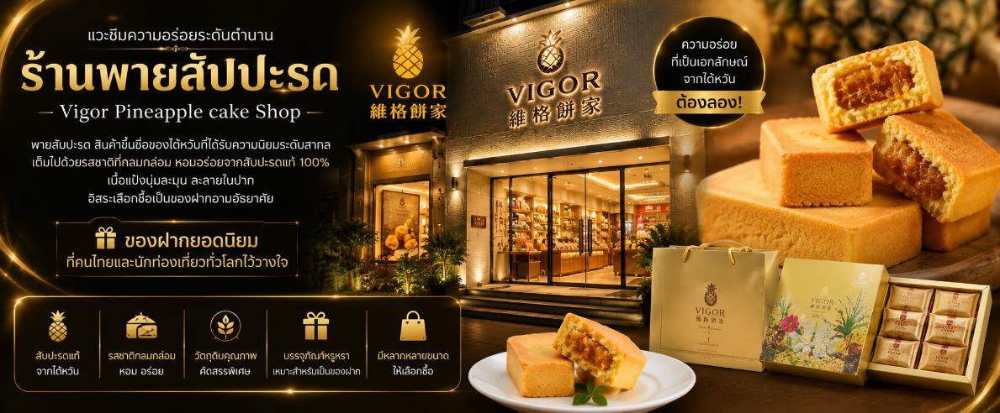 แวะชิมความอร่อยระดับตำนาน
ร้านพายสัปปะรด
Vigor Pineapple cake Shop
พายสัปปะรด สินค้าขึ้นชื่อของไต้หวันที่ได้รับความนิยมระดับสากล
เต็มไปด้วยรสชาติที่กลมกล่อม หอมอร่อยจากสัปปะรดแท้ 100%
เนื้อแป้งนุ่มละมุน ละลายในปาก
อิสระเลือกชื้อเป็นของฝากอามอัธยาศัย
ของฝากยอดนิยม
ที่คนไทยและนักท่องเที่ยวทั่วโลกไว้วางใจ
สัปปะรดแท้
จากไต้หวัน
รสชาติกลมกล่อม
หอม อร่อย
วัตถุดิบคุณภาพ
คัดสรรพิเศษ
บรรจุภัณฑ์หรูหรา
เหมาะสำหรับเป็นของฝาก
มีหลากหลายขนาด
ให้เลือกซื้อ
VIGOR
維格餅家
VIGOR
維格餅家
ความอร่อย
ที่เป็นเอกลักษณ์
จากไต้หวัน
ต้องลอง!
VIGOR
維格餅家
VIGOR
維格餅家